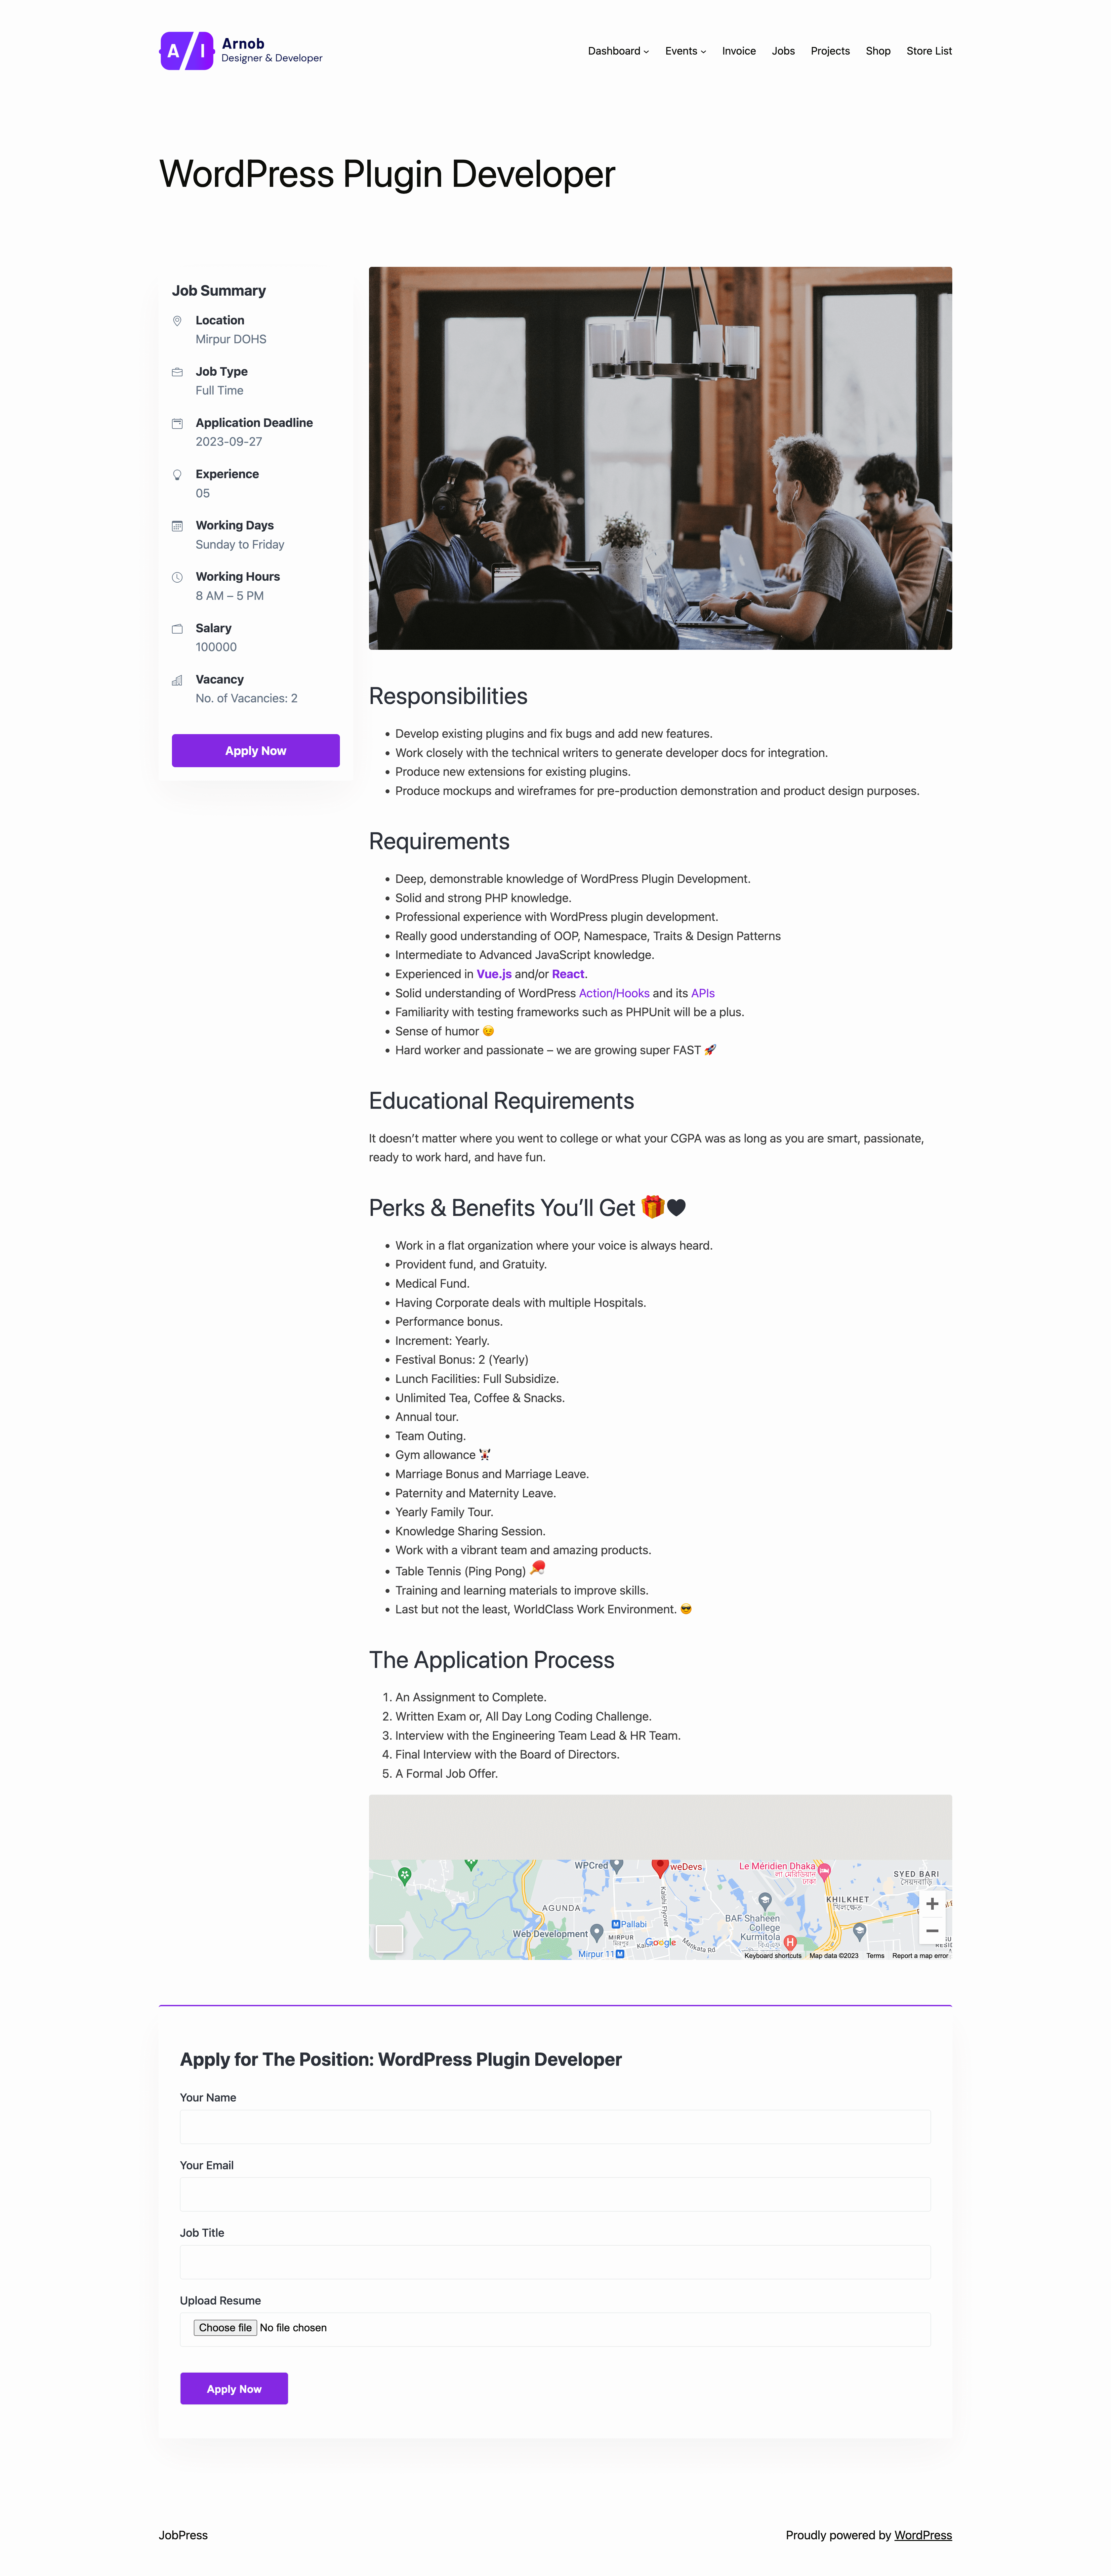 A/I
Arnob
Designer & Developer
Dashboard Events Invoice Jobs Projects Shop Store List
WordPress Plugin Developer
Job Summary
Location
Mirpur DOHS
Job Type
Full Time
Application Deadline
2023-09-27
Experience
05
Working Days
Sunday to Friday
Working Hours
8 AM – 5 PM
Salary
100000
Vacancy
No. of Vacancies: 2
Apply Now
Responsibilities
• Develop existing plugins and fix bugs and add new features.
• Work closely with the technical writers to generate developer docs for integration.
• Produce new extensions for existing plugins.
• Produce mockups and wireframes for pre-production demonstration and product design purposes.
Requirements
• Deep, demonstrable knowledge of WordPress Plugin Development.
• Solid and strong PHP knowledge.
• Professional experience with WordPress plugin development.
• Really good understanding of OOP, Namespace, Traits & Design Patterns
• Intermediate to Advanced JavaScript knowledge.
• Experienced in Vue.js and/or React.
• Solid understanding of WordPress Action/Hooks and its APIs
• Familiarity with testing frameworks such as PHPUnit will be a plus.
• Sense of humor 😉
• Hard worker and passionate – we are growing super FAST 🚀
Educational Requirements
It doesn’t matter where you went to college or what your CGPA was as long as you are smart, passionate,
ready to work hard, and have fun.
Perks & Benefits You’ll Get 🎁🖤
• Work in a flat organization where your voice is always heard.
• Provident fund, and Gratuity.
• Medical Fund.
• Having Corporate deals with multiple Hospitals.
• Performance bonus.
• Increment: Yearly.
• Festival Bonus: 2 (Yearly)
• Lunch Facilities: Full Subsidize.
• Unlimited Tea, Coffee & Snacks.
• Annual tour.
• Team Outing.
• Gym allowance 🏋️
• Marriage Bonus and Marriage Leave.
• Paternity and Maternity Leave.
• Yearly Family Tour.
• Knowledge Sharing Session.
• Work with a vibrant team and amazing products.
• Table Tennis (Ping Pong) 🏓
• Training and learning materials to improve skills.
• Last but not the least, WorldClass Work Environment. 😎
The Application Process
1. An Assignment to Complete.
2. Written Exam or, All Day Long Coding Challenge.
3. Interview with the Engineering Team Lead & HR Team.
4. Final Interview with the Board of Directors.
5. A Formal Job Offer.
WPCred
weDevs
Le Méridien Dhaka
লা মেরিডিয়ান
ঢাকা
SYED BARI
সৈয়দবাড়ি
KHILKHET
খিলক্ষেত
AGUNDA
Kalshi Flyover
Pallabi
BAF Shaheen
College
Kurmitola
Web Development
MIRPUR
মিরপুর
Google
Matikata Rd
Mirpur 11
H
Keyboard shortcuts Map data ©2023 Terms Report a map error
Apply for The Position: WordPress Plugin Developer
Your Name
Your Email
Job Title
Upload Resume
Choose file No file chosen
Apply Now
JobPress
Proudly powered by WordPress